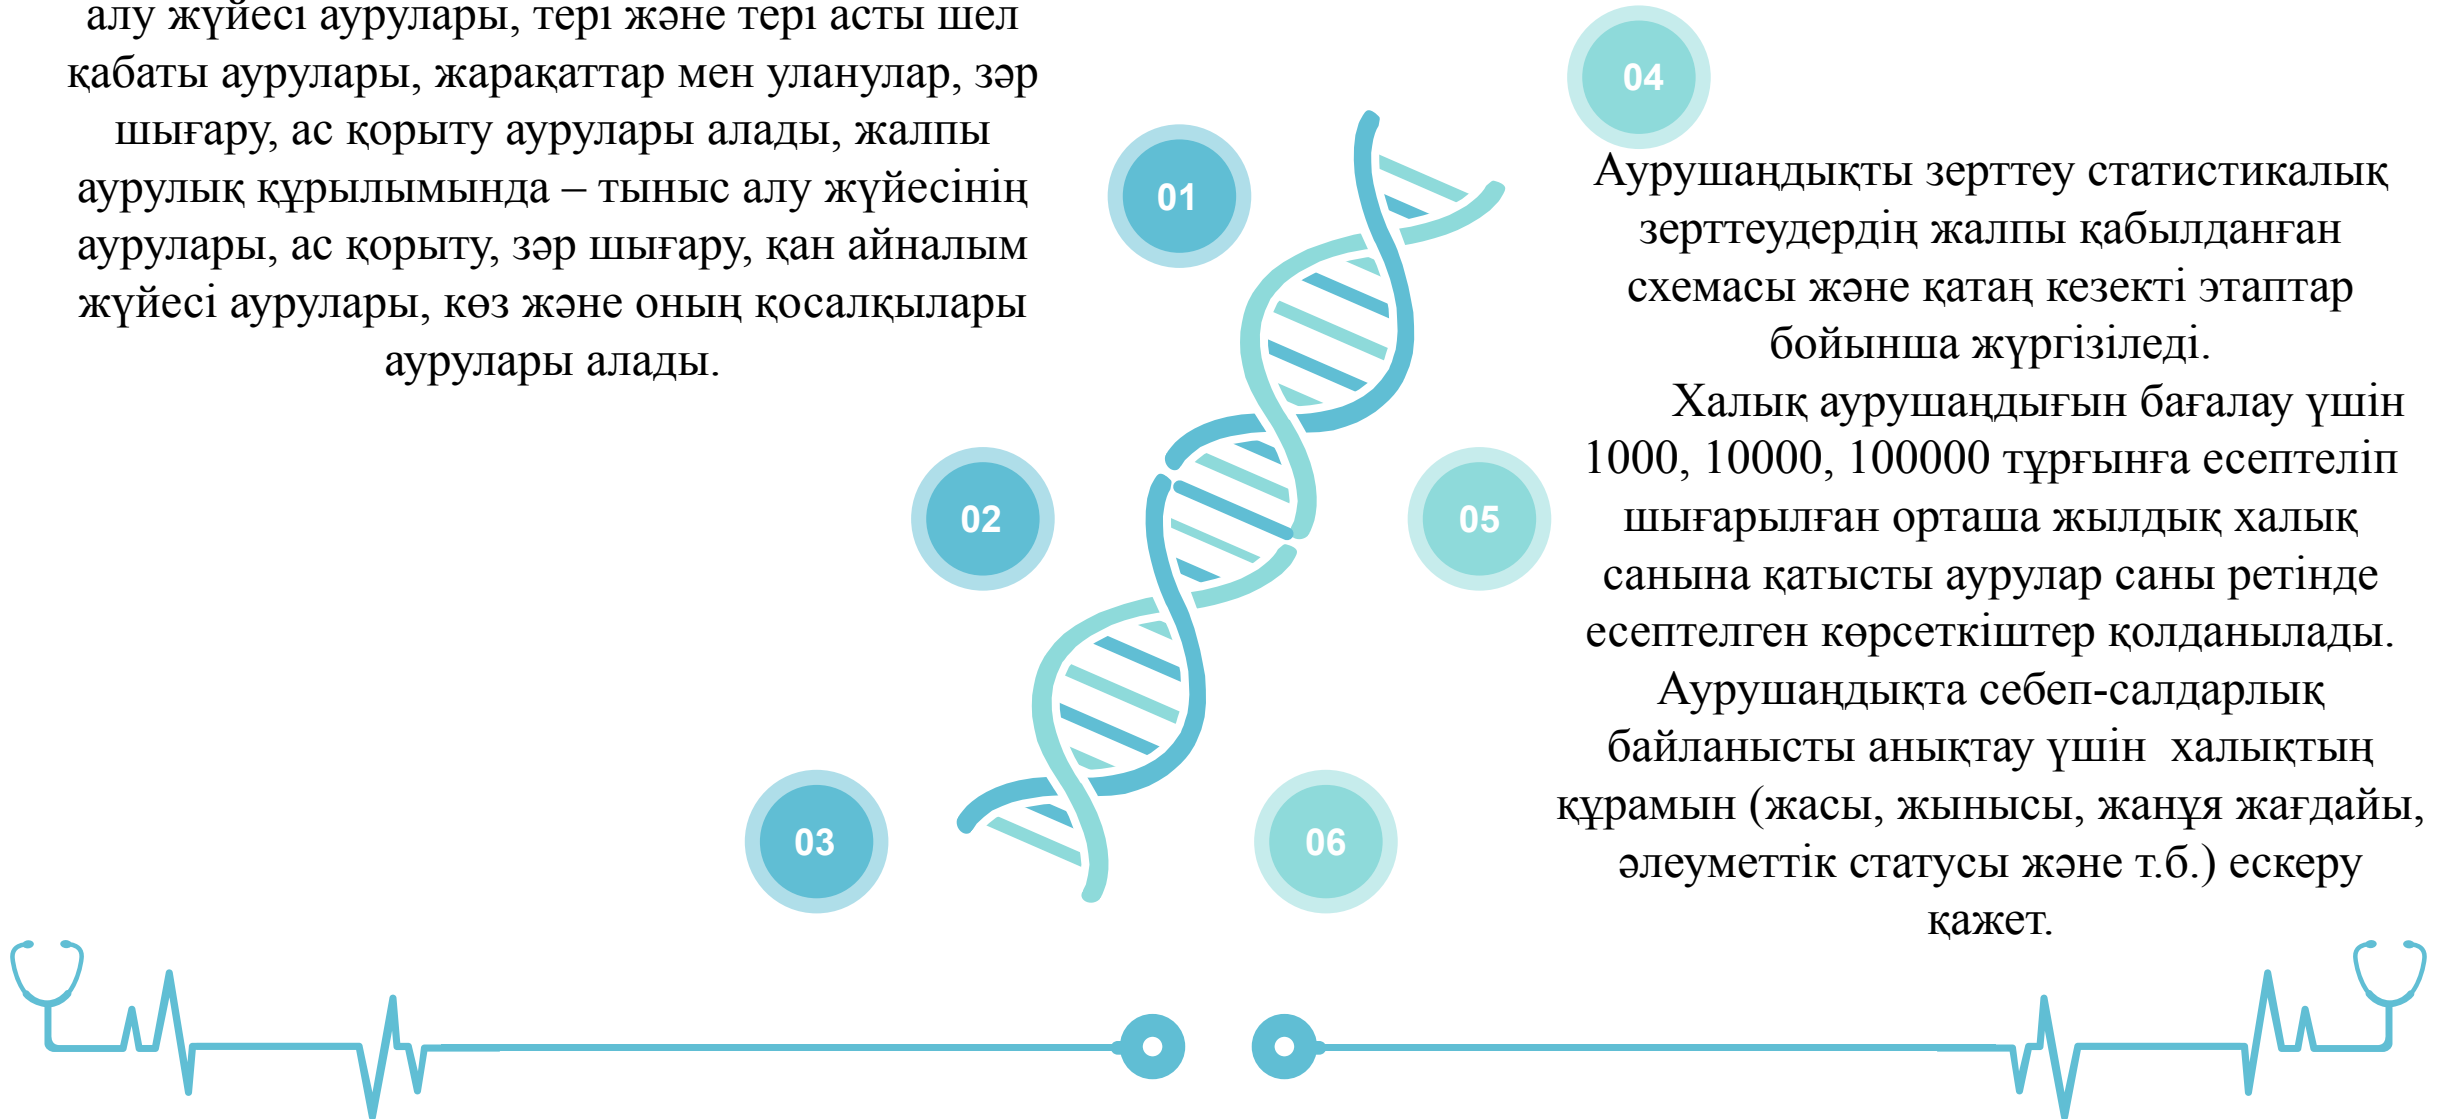 алу жүйесі аурулары, тері және тері асты шел
қабаты аурулары, жарақаттар мен уланулар, зәр
шығару, ас қорыту аурулары алады, жалпы
аурулық құрылымында – тыныс алу жүйесінің
аурулары, ас қорыту, зәр шығару, қан айналым
жүйесі аурулары, көз және оның қосалқылары
аурулары алады.
01
02
03
04
Аурушаңдықты зерттеу статистикалық
зерттеудердің жалпы қабылданған
схемасы және қатаң кезекті этаптар
бойынша жүргізіледі.
Халық аурушаңдығын бағалау үшін
1000, 10000, 100000 тұрғынға есептеліп
шығарылған орташа жылдық халық
санына қатысты аурулар саны ретінде
есептелген көрсеткіштер қолданылады.
Аурушаңдықта себеп-салдарлық
байланысты анықтау үшін  халықтың
құрамын (жасы, жынысы, жанұя жағдайы,
әлеуметтік статусы және т.б.) ескеру
қажет.
05
06